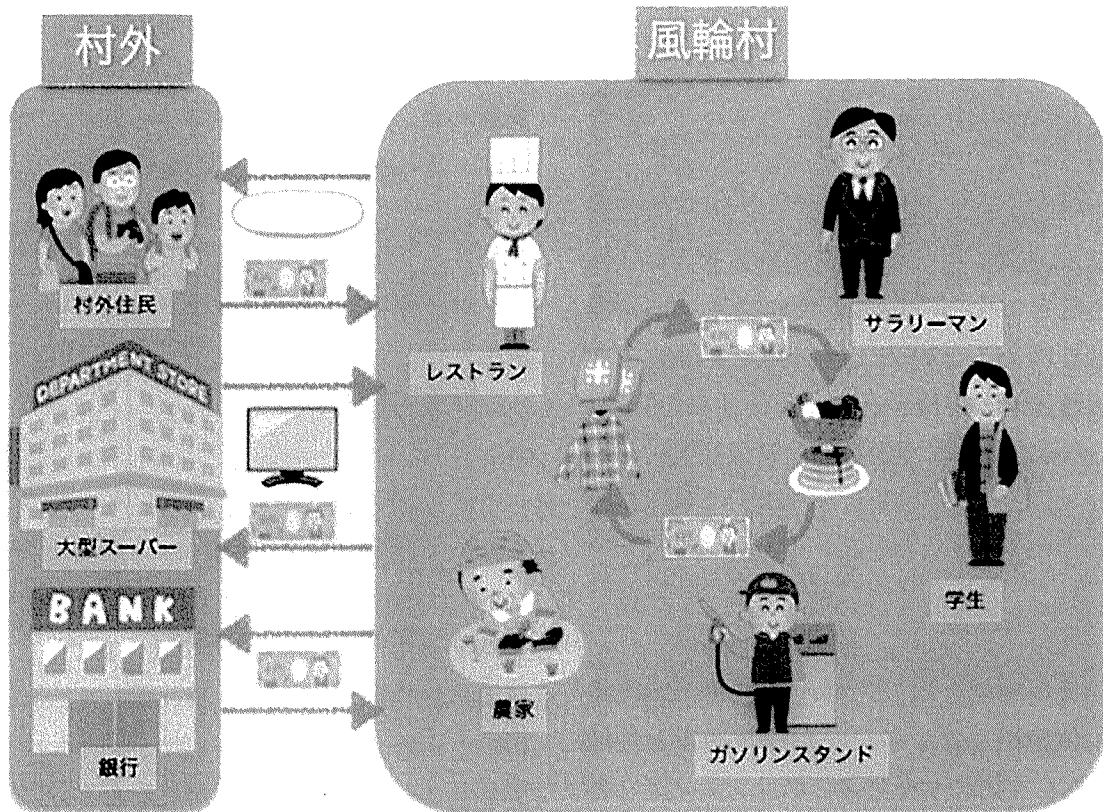 村外
風輪村
村外住民
レストラン
サラリーマン
DEPARTMENT STORE
大型スーパー
米
学生
BANK
銀行
農家
ガソリンスタンド